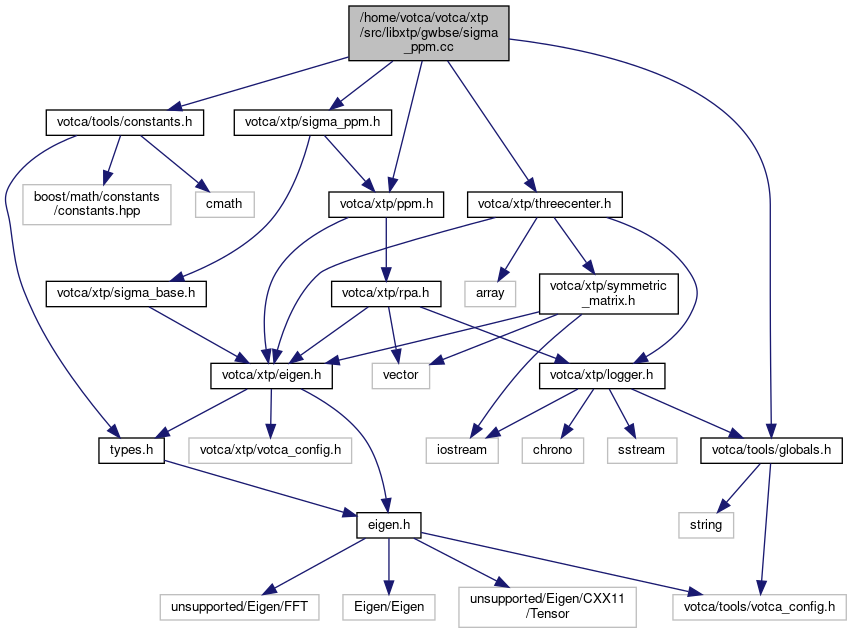 /home/votca/votca/xtp
/src/libxtp/gwbse/sigma
_ppm.cc
votca/tools/constants.h
votca/xtp/sigma_ppm.h
boost/math/constants
/constants.hpp
cmath
votca/xtp/ppm.h
votca/xtp/threecenter.h
votca/xtp/sigma_base.h
votca/xtp/rpa.h
array
votca/xtp/symmetric
_matrix.h
votca/xtp/eigen.h
vector
votca/xtp/logger.h
types.h
votca/xtp/votca_config.h
iostream
chrono
sstream
votca/tools/globals.h
eigen.h
string
unsupported/Eigen/FFT
Eigen/Eigen
unsupported/Eigen/CXX11
/Tensor
votca/tools/votca_config.h